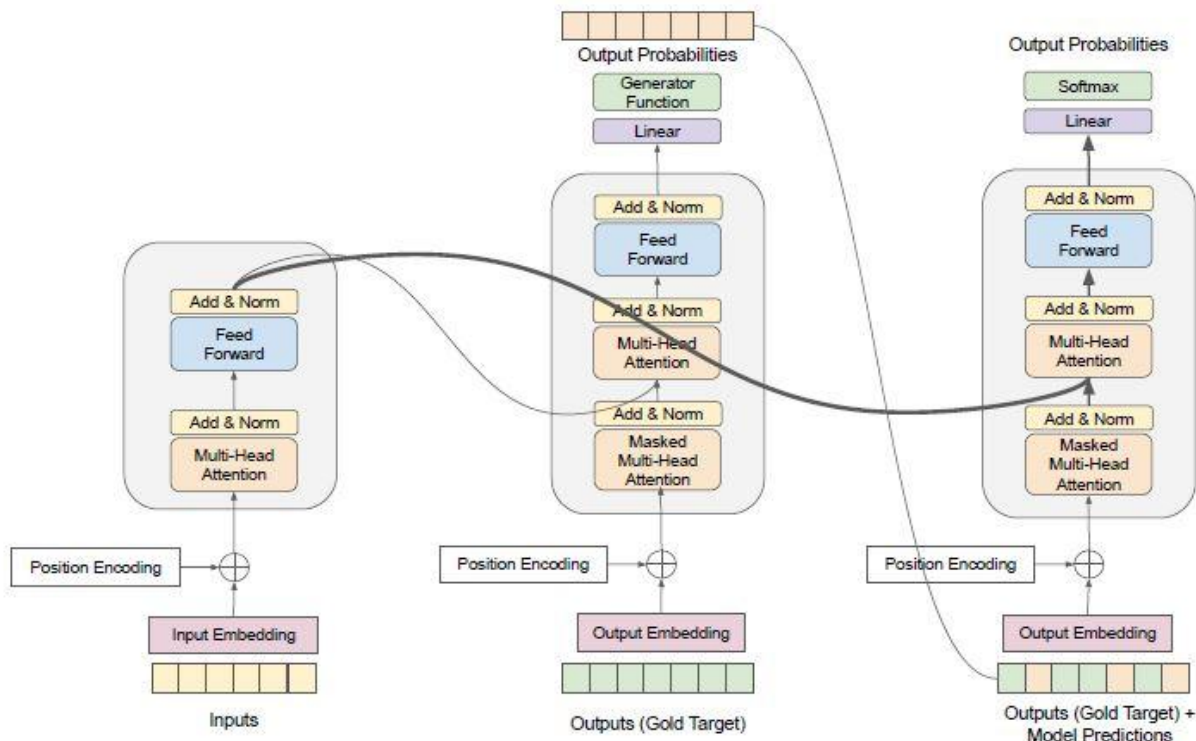 Output Probabilities
Generator
Function
Linear
Add & Norm
Feed
Forward
Add & Norm
Multi-Head
Attention
Add & Norm
Masked
Multi-Head
Attention
Position Encoding
Output Embedding
Outputs (Gold Target)
Add & Norm
Feed
Forward
Add & Norm
Multi-Head
Attention
Position Encoding
Input Embedding
Inputs
Output Probabilities
Softmax
Linear
Add & Norm
Feed
Forward
Add & Norm
Multi-Head
Attention
Add & Norm
Masked
Multi-Head
Attention
Position Encoding
Output Embedding
Outputs (Gold Target) +
Model Predictions